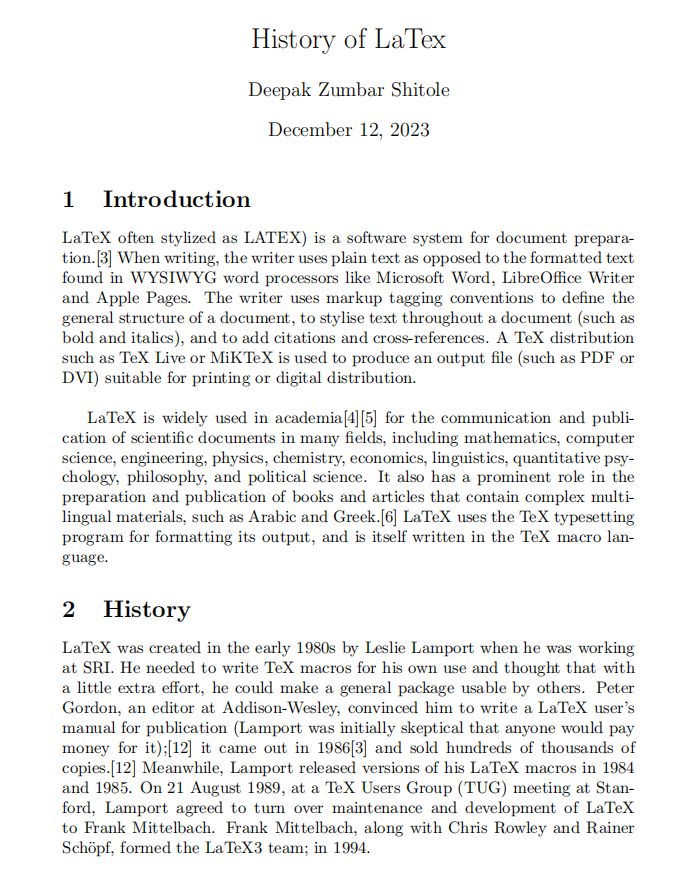 History of LaTex
Deepak Zumbar Shitole
December 12, 2023
1 Introduction
LaTeX often stylized as LATEX) is a software system for document prepara-
tion.[3] When writing, the writer uses plain text as opposed to the formatted text
found in WYSIWYG word processors like Microsoft Word, LibreOffice Writer
and Apple Pages. The writer uses markup tagging conventions to define the
general structure of a document, to stylise text throughout a document (such as
bold and italics), and to add citations and cross-references. A TeX distribution
such as TeX Live or MiKTeX is used to produce an output file (such as PDF or
DVI) suitable for printing or digital distribution.
LaTeX is widely used in academia[4][5] for the communication and publi-
cation of scientific documents in many fields, including mathematics, computer
science, engineering, physics, chemistry, economics, linguistics, quantitative psy-
chology, philosophy, and political science. It also has a prominent role in the
preparation and publication of books and articles that contain complex multi-
lingual materials, such as Arabic and Greek.[6] LaTeX uses the TeX typesetting
program for formatting its output, and is itself written in the TeX macro lan-
guage.
2 History
LaTeX was created in the early 1980s by Leslie Lamport when he was working
at SRI. He needed to write TeX macros for his own use and thought that with
a little extra effort, he could make a general package usable by others. Peter
Gordon, an editor at Addison-Wesley, convinced him to write a LaTeX user's
manual for publication (Lamport was initially skeptical that anyone would pay
money for it);[12] it came out in 1986[3] and sold hundreds of thousands of
copies.[12] Meanwhile, Lamport released versions of his LaTeX macros in 1984
and 1985. On 21 August 1989, at a TeX Users Group (TUG) meeting at Stan-
ford, Lamport agreed to turn over maintenance and development of LaTeX
to Frank Mittelbach. Frank Mittelbach, along with Chris Rowley and Rainer
Schöpf, formed the LaTeX3 team; in 1994.